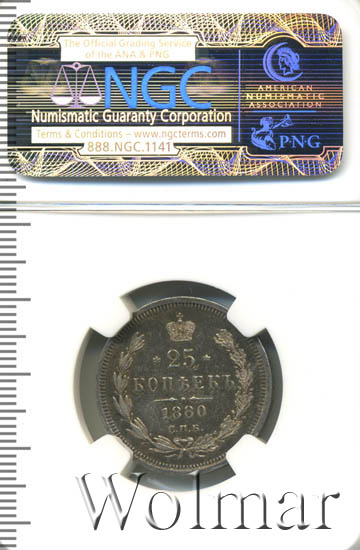 The Official Grading Service
of the ANA & PNG
NGC
Numismatic Guaranty Corporation
Terms & Conditions – www.ngcterms.com
888.NGC.1141
AMERICAN
NUMISMATIC
ASSOCIATION
PNG
25
КОПѢЕКЪ
1860
С.П.Б.
Wolmar